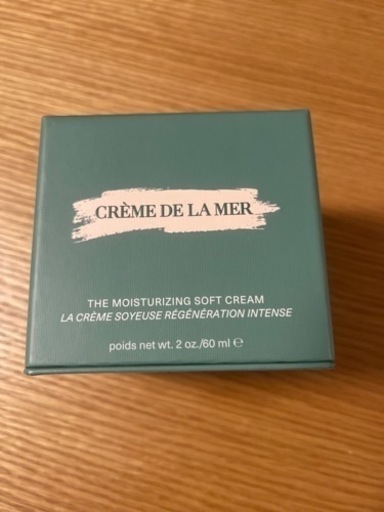 CRÈME DE LA MER
THE MOISTURIZING SOFT CREAM
LA CRÈME SOYEUSE RÉGÉNÉRATION INTENSE
poids net wt. 2 oz./60 ml ℮